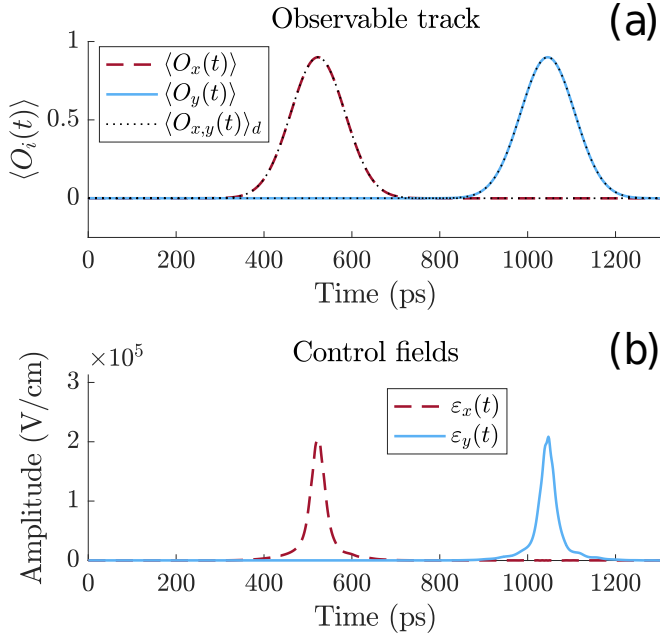 Observable track
(a)
⟨O_x(t)⟩
⟨O_y(t)⟩
⟨O_{x,y}(t)⟩_d
⟨O_i(t)⟩
1
0.5
0
0 200 400 600 800 1000 1200
Time (ps)
(b)
×10^5
Control fields
ε_x(t)
ε_y(t)
Amplitude (V/cm)
3
2
1
0
0 200 400 600 800 1000 1200
Time (ps)